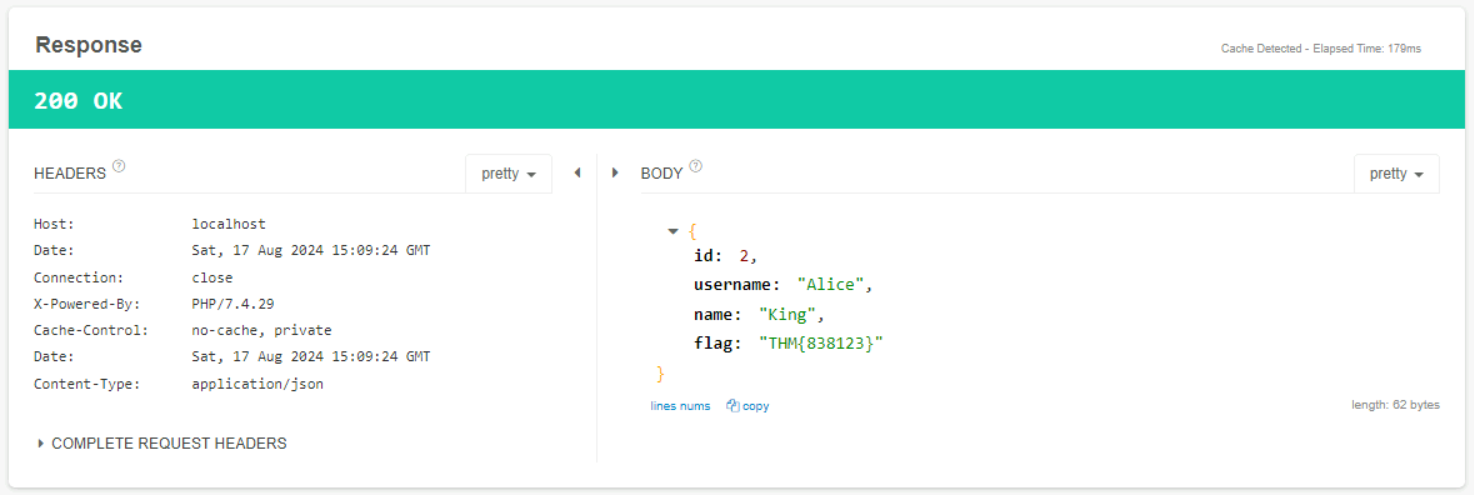 Response
Cache Detected - Elapsed Time: 179ms
200 OK
HEADERS ?
pretty
BODY ?
pretty
Host: localhost
Date: Sat, 17 Aug 2024 15:09:24 GMT
Connection: close
X-Powered-By: PHP/7.4.29
Cache-Control: no-cache, private
Date: Sat, 17 Aug 2024 15:09:24 GMT
Content-Type: application/json
COMPLETE REQUEST HEADERS
{
id: 2,
username: "Alice",
name: "King",
flag: "THM{838123}"
}
lines nums copy
length: 62 bytes